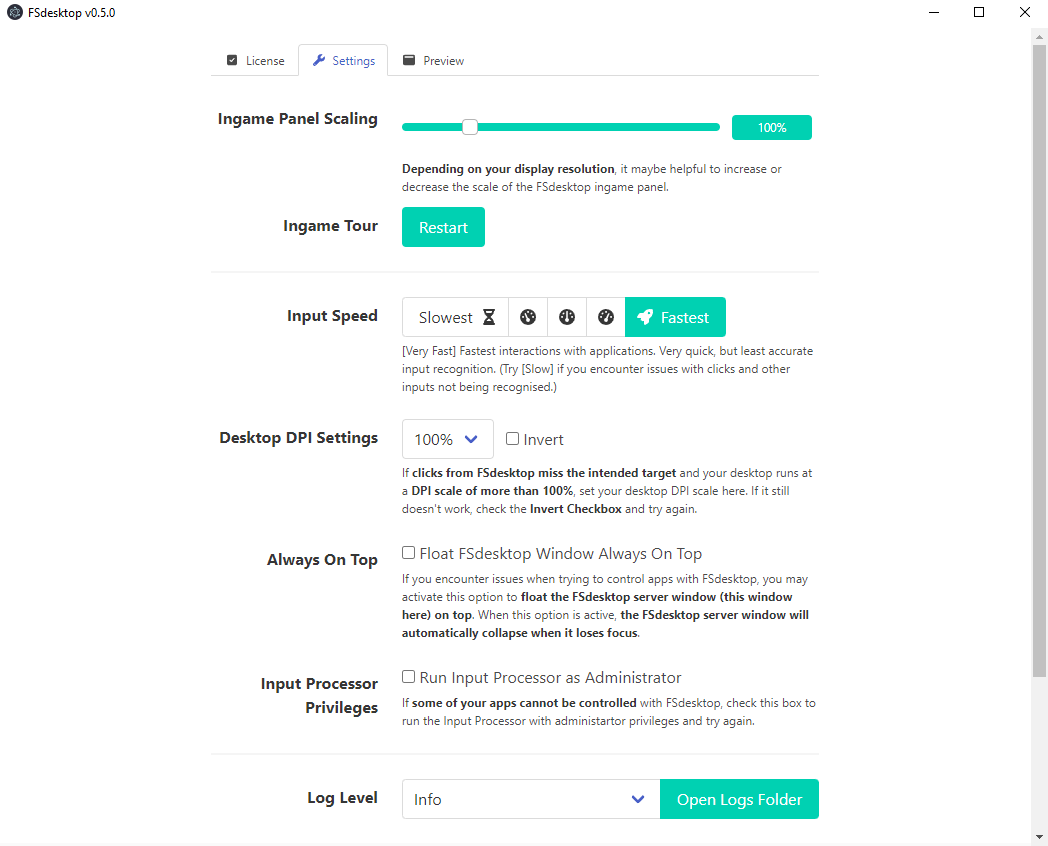 FSdesktop v0.5.0
License
Settings
Preview
Ingame Panel Scaling
100%
Depending on your display resolution, it maybe helpful to increase or
decrease the scale of the FSdesktop ingame panel.
Ingame Tour
Restart
Input Speed
Slowest
Fastest
[Very Fast] Fastest interactions with applications. Very quick, but least accurate
input recognition. (Try [Slow] if you encounter issues with clicks and other
inputs not being recognised.)
Desktop DPI Settings
100%
Invert
If clicks from FSdesktop miss the intended target and your desktop runs at
a DPI scale of more than 100%, set your desktop DPI scale here. If it still
doesn't work, check the Invert Checkbox and try again.
Always On Top
Float FSdesktop Window Always On Top
If you encounter issues when trying to control apps with FSdesktop, you may
activate this option to float the FSdesktop server window (this window
here) on top. When this option is active, the FSdesktop server window will
automatically collapse when it loses focus.
Input Processor
Privileges
Run Input Processor as Administrator
If some of your apps cannot be controlled with FSdesktop, check this box to
run the Input Processor with administartor privileges and try again.
Log Level
Info
Open Logs Folder